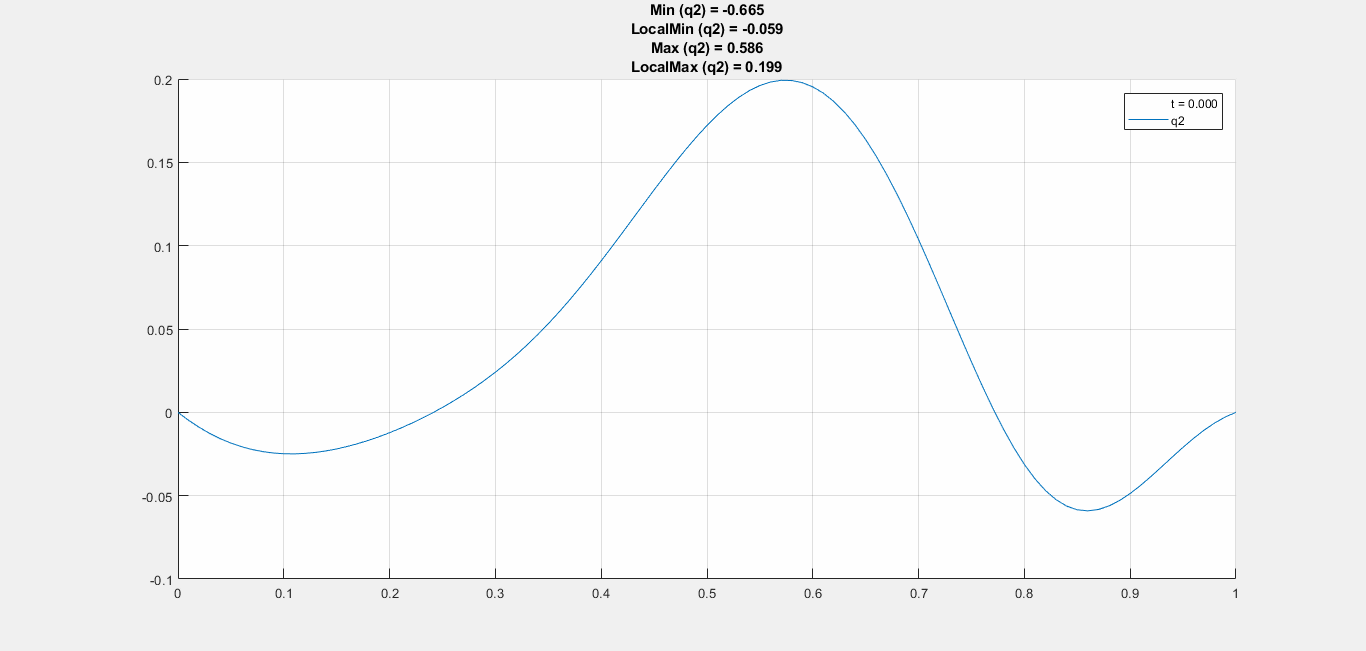 Min (q2) = -0.665
LocalMin (q2) = -0.059
Max (q2) = 0.586
LocalMax (q2) = 0.199
t = 0.000
q2
0.2
0.15
0.1
0.05
0
-0.05
-0.1
0 0.1 0.2 0.3 0.4 0.5 0.6 0.7 0.8 0.9 1